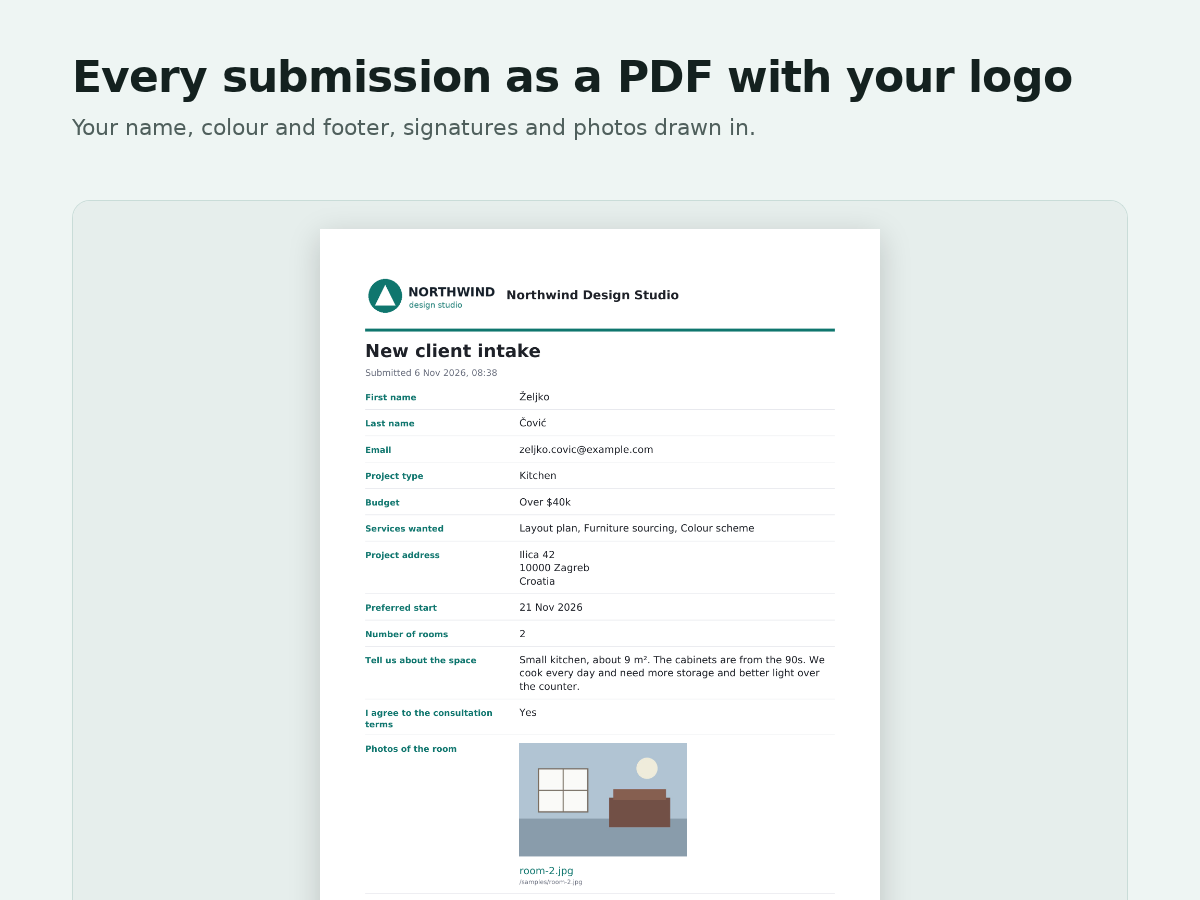 Every submission as a PDF with your logo
Your name, colour and footer, signatures and photos drawn in.
NORTHWIND
design studio
Northwind Design Studio
New client intake
Submitted 6 Nov 2026, 08:38
First name Željko
Last name Čović
Email zeljko.covic@example.com
Project type Kitchen
Budget Over $40k
Services wanted Layout plan, Furniture sourcing, Colour scheme
Project address Ilica 42
10000 Zagreb
Croatia
Preferred start 21 Nov 2026
Number of rooms 2
Tell us about the space Small kitchen, about 9 m². The cabinets are from the 90s. We
cook every day and need more storage and better light over
the counter.
I agree to the consultation Yes
terms
Photos of the room
room-2.jpg
/samples/room-2.jpg